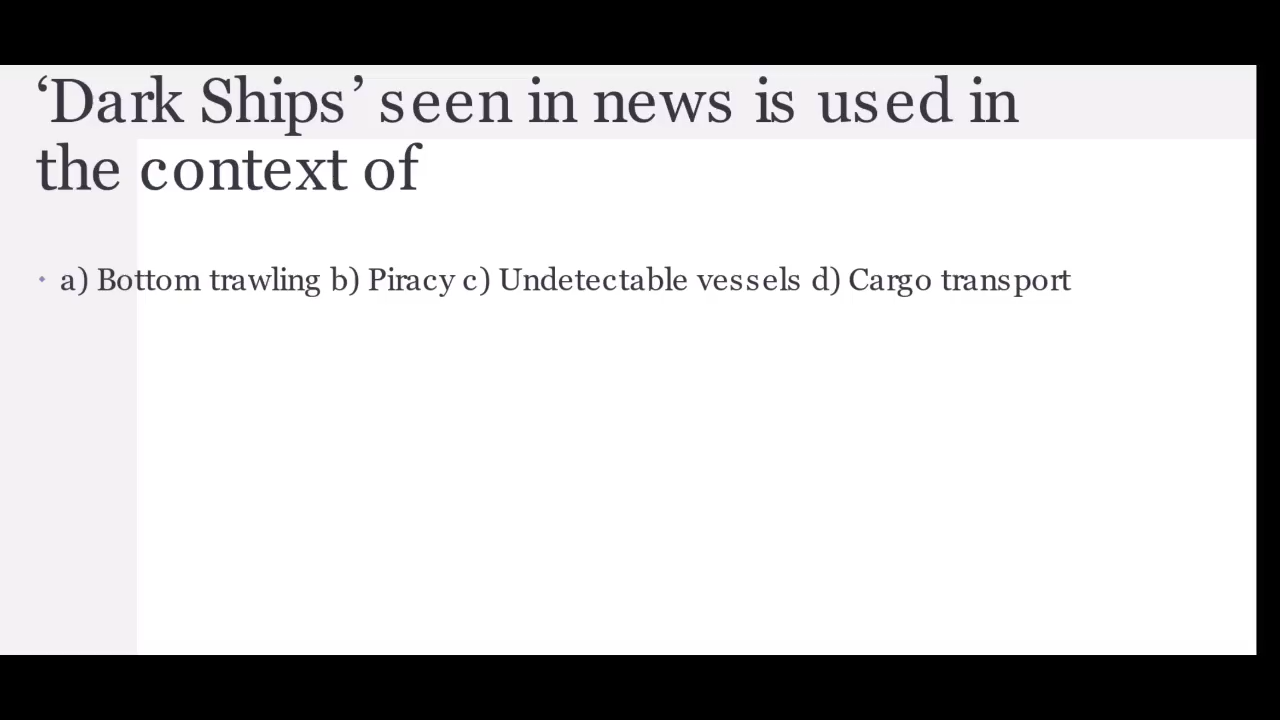 ‘Dark Ships’ seen in news is used in
the context of
a) Bottom trawling b) Piracy c) Undetectable vessels d) Cargo transport